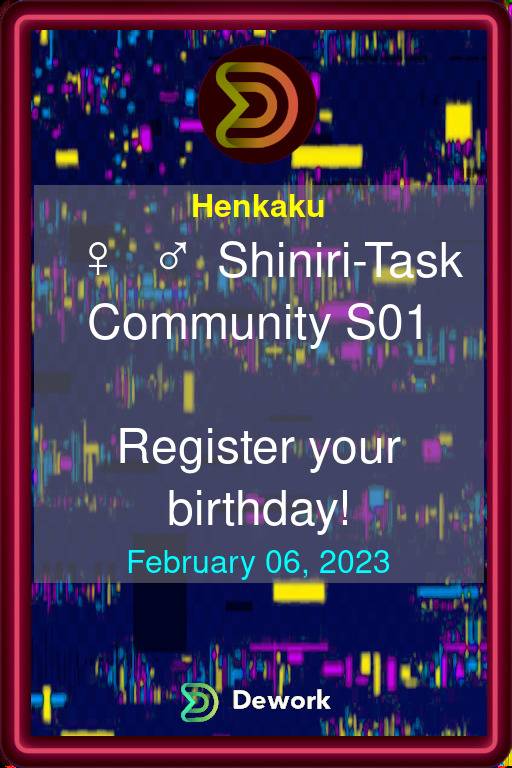 Henkaku
♀ ♂ Shiniri-Task
Community S01
Register your
birthday!
February 06, 2023
Dework